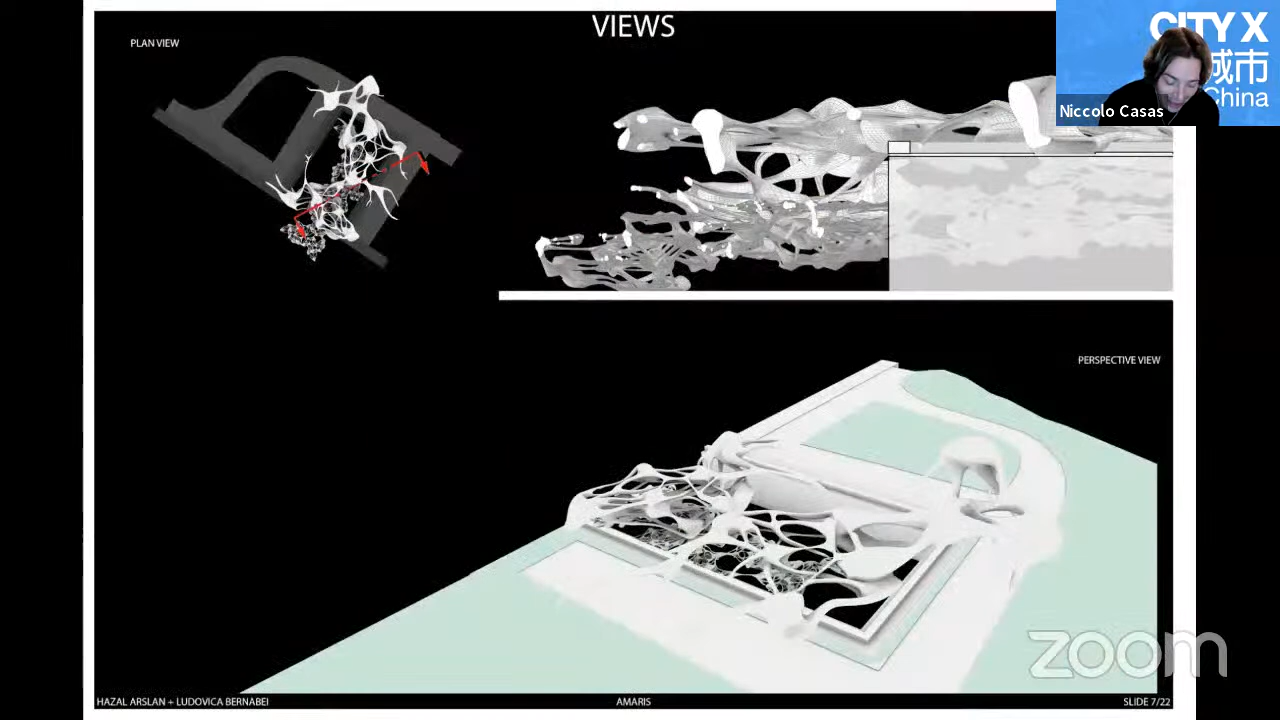 VIEWS
PLAN VIEW
CITY X
城市
China
Niccolo Casas
PERSPECTIVE VIEW
zoom
HAZAL ARSLAN + LUDOVICA BERNABEI
AMARIS
SLIDE 7/22